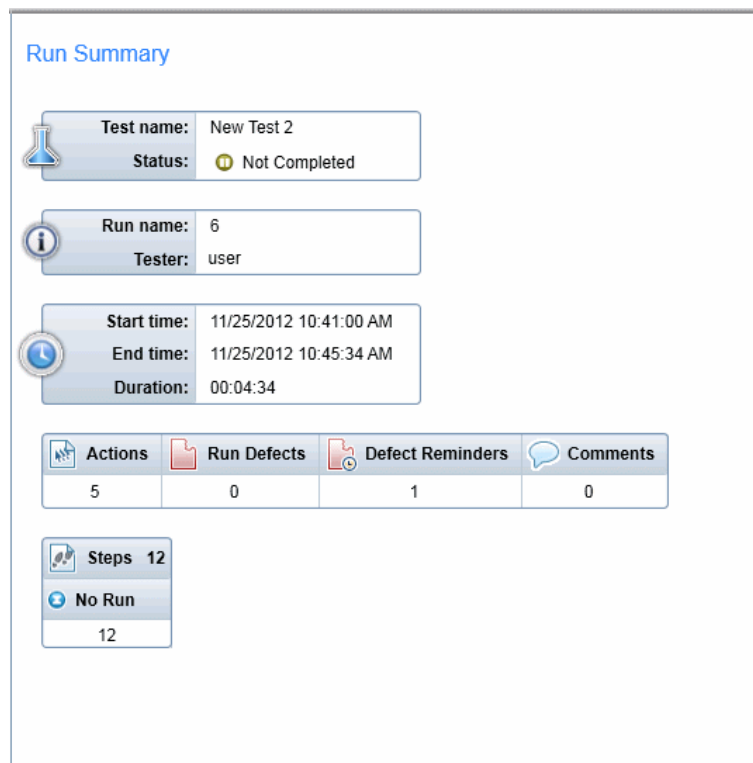 Run Summary
Test name: New Test 2
Status: Not Completed
Run name: 6
Tester: user
Start time: 11/25/2012 10:41:00 AM
End time: 11/25/2012 10:45:34 AM
Duration: 00:04:34
Actions Run Defects Defect Reminders Comments
5 0 1 0
Steps 12
No Run
12